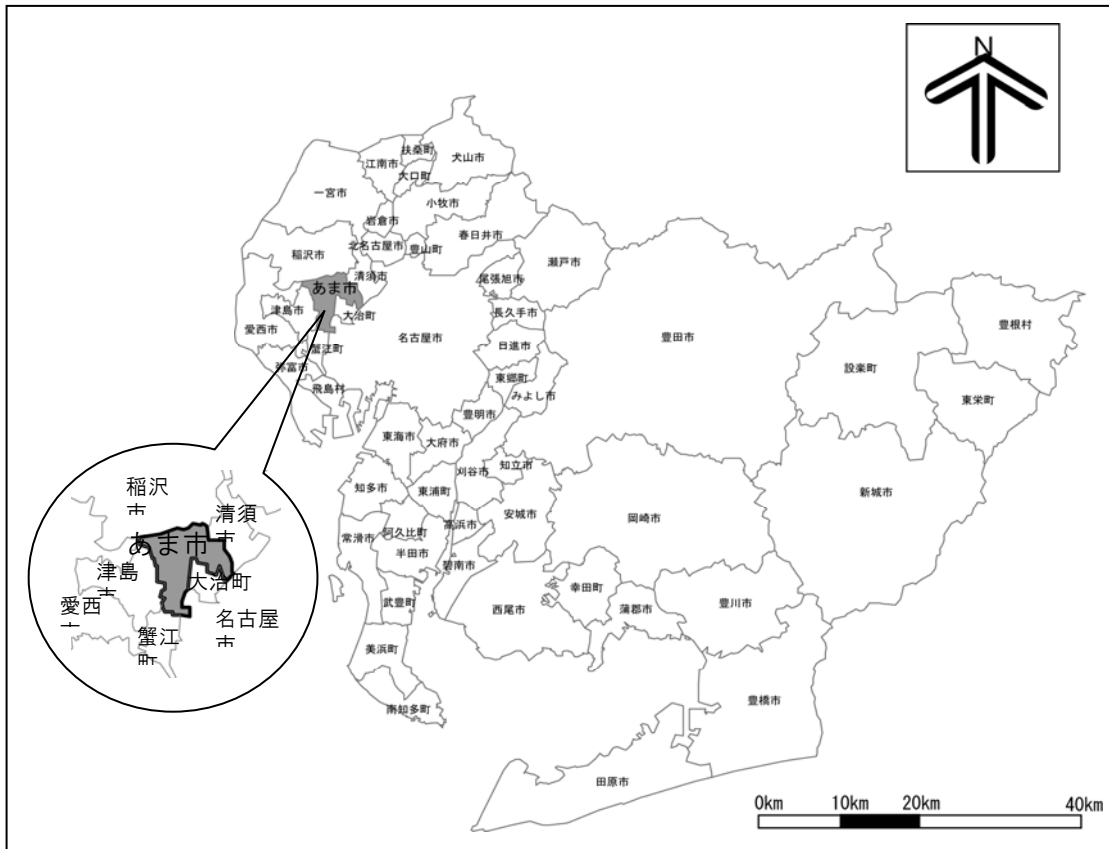 N
扶桑町
江南市
犬山市
大口町
一宮市
小牧市
岩倉市
春日井市
北名古屋市
豊山町
稲沢市
瀬戸市
清須市
尾張旭市
あま市
津島市
大治町
長久手市
豊根村
愛西市
名古屋市
豊田市
日進市
蟹江町
設楽町
弥富市
東郷町
飛島村
みよし市
東栄町
豊明市
東海市
大府市
刈谷市
知立市
知多市
東浦町
新城市
安城市
岡崎市
高浜市
常滑市
阿久比町
半田市
碧南市
幸田町
武豊町
西尾市
蒲郡市
豊川市
美浜町
豊橋市
南知多町
田原市
稲沢
市
清須
市
あま市
津島
市
大治町
愛西
市
名古屋
市
蟹江
町
0km 10km 20km 40km